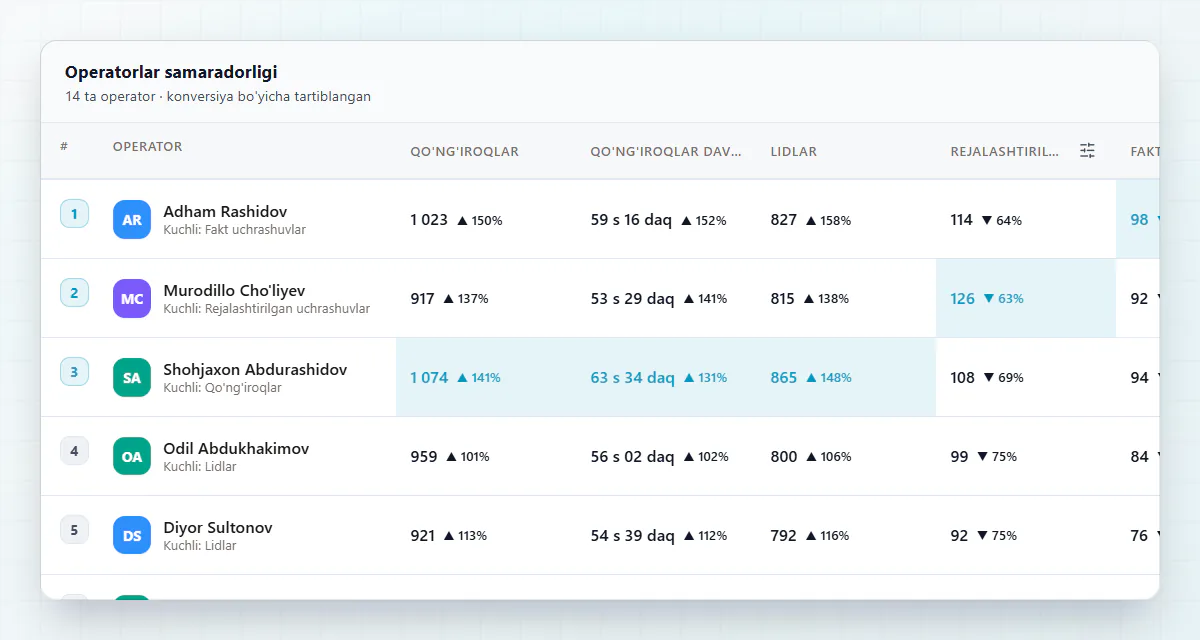 Operatorlar samaradorligi
14 ta operator · konversiya bo'yicha tartiblangan
# OPERATOR QO'NG'IROQLAR QO'NG'IROQLAR DAV... LIDLAR REJALASHTIRIL... FAKT
1 AR Adham Rashidov 1 023 ▲ 150% 59 s 16 daq ▲ 152% 827 ▲ 158% 114 ▼ 64% 98
Kuchli: Fakt uchrashuvlar
2 MC Murodillo Cho'liyev 917 ▲ 137% 53 s 29 daq ▲ 141% 815 ▲ 138% 126 ▼ 63% 92
Kuchli: Rejalashtirilgan uchrashuvlar
3 SA Shohjaxon Abdurashidov 1 074 ▲ 141% 63 s 34 daq ▲ 131% 865 ▲ 148% 108 ▼ 69% 94
Kuchli: Qo'ng'iroqlar
4 OA Odil Abdukhakimov 959 ▲ 101% 56 s 02 daq ▲ 102% 800 ▲ 106% 99 ▼ 75% 84
Kuchli: Lidlar
5 DS Diyor Sultonov 921 ▲ 113% 54 s 39 daq ▲ 112% 792 ▲ 116% 92 ▼ 75% 76
Kuchli: Lidlar